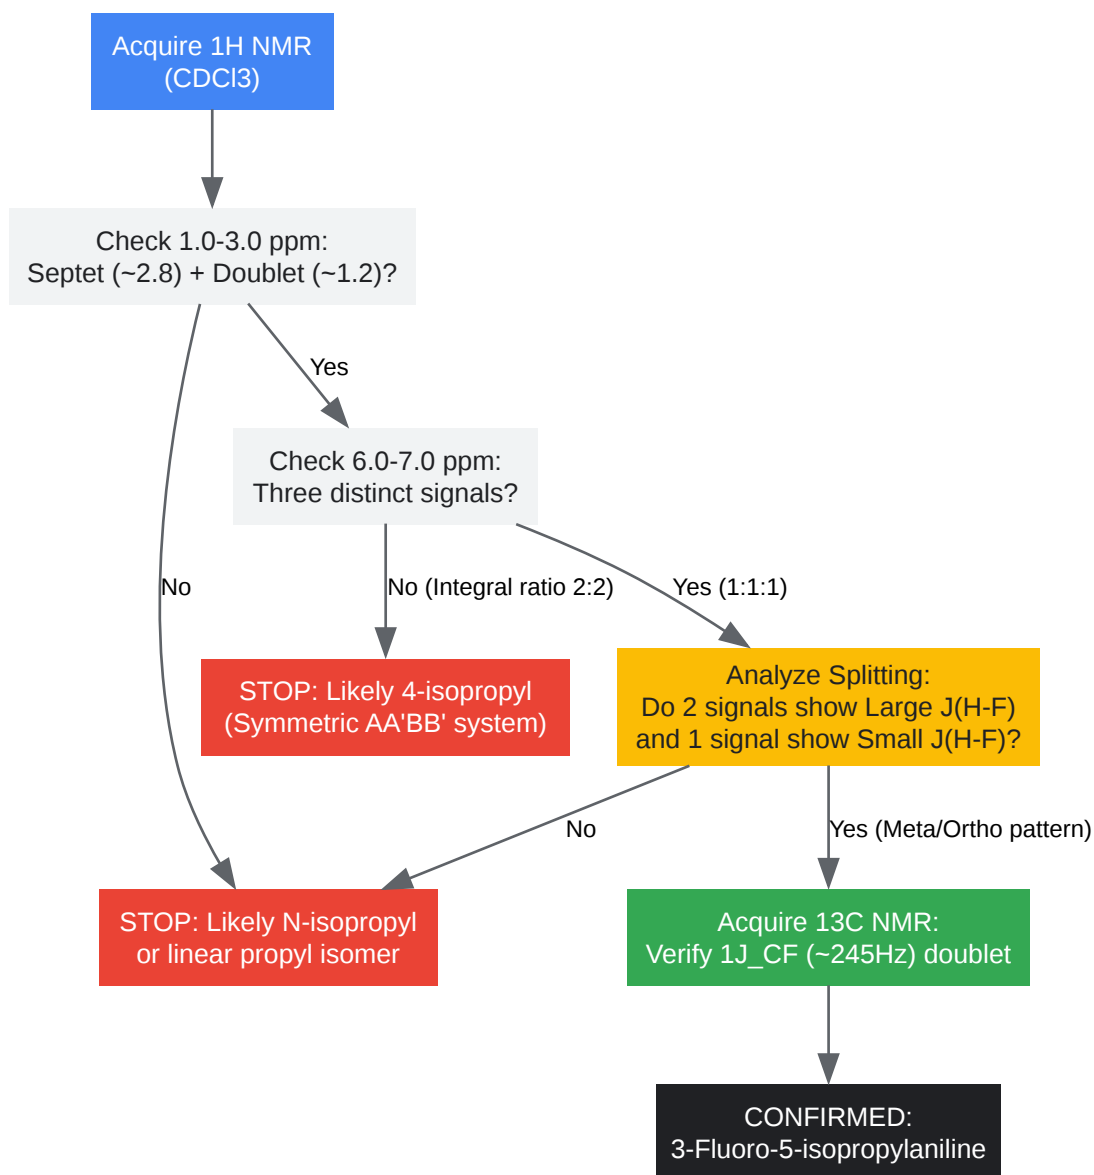 Acquire 1H NMR
(CDCl3)
Check 1.0-3.0 ppm:
Septet (~2.8) + Doublet (~1.2)?
Yes
Check 6.0-7.0 ppm:
Three distinct signals?
No
No (Integral ratio 2:2)
Yes (1:1:1)
STOP: Likely 4-isopropyl
(Symmetric AA'BB' system)
Analyze Splitting:
Do 2 signals show Large J(H-F)
and 1 signal show Small J(H-F)?
No
Yes (Meta/Ortho pattern)
STOP: Likely N-isopropyl
or linear propyl isomer
Acquire 13C NMR:
Verify 1J_CF (~245Hz) doublet
CONFIRMED:
3-Fluoro-5-isopropylaniline